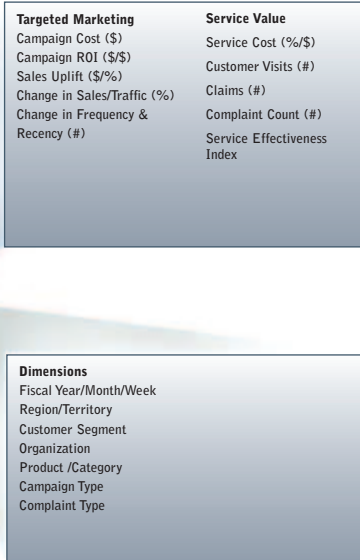 Targeted Marketing
Campaign Cost ($)
Campaign ROI ($/$)
Sales Uplift ($/%)
Change in Sales/Traffic (%)
Change in Frequency &
Recency (#)
Service Value
Service Cost (%/$)
Customer Visits (#)
Claims (#)
Complaint Count (#)
Service Effectiveness
Index
Dimensions
Fiscal Year/Month/Week
Region/Territory
Customer Segment
Organization
Product /Category
Campaign Type
Complaint Type